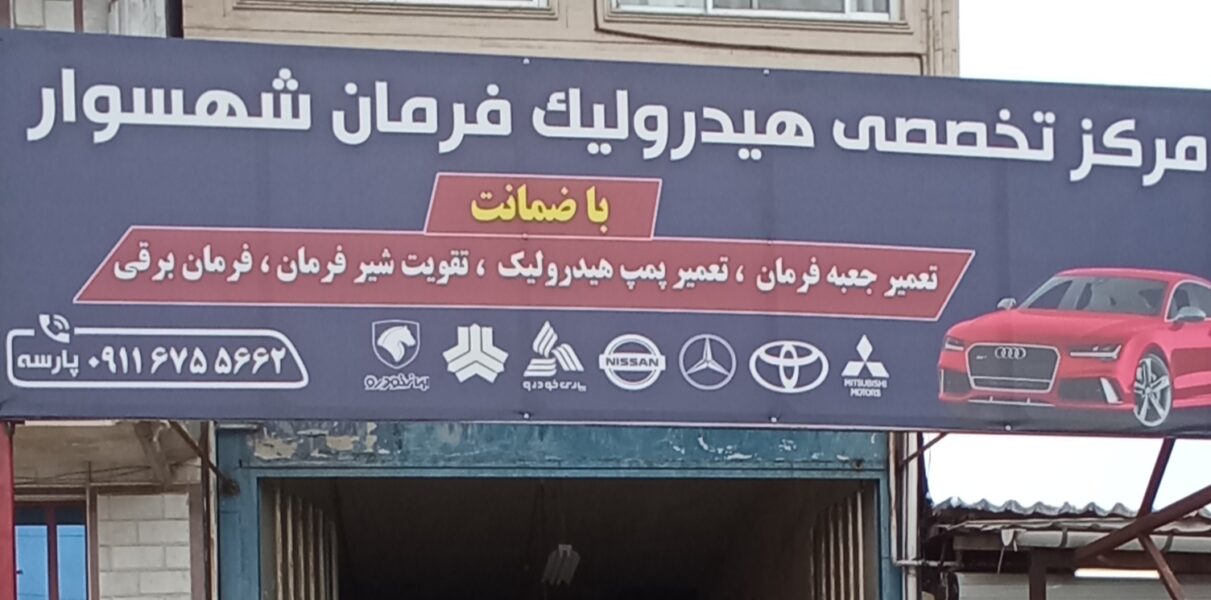 مرکز تخصصی هیدرولیک فرمان شهسوار
با ضمانت
تعمیر جعبه فرمان ، تعمیر پمپ هیدرولیک ، تقویت شیر فرمان ، فرمان برقی
۰۹۱۱ ۶۷۵ ۵۶۶۲ پارسه
NISSAN
MITSUBISHI
MOTORS